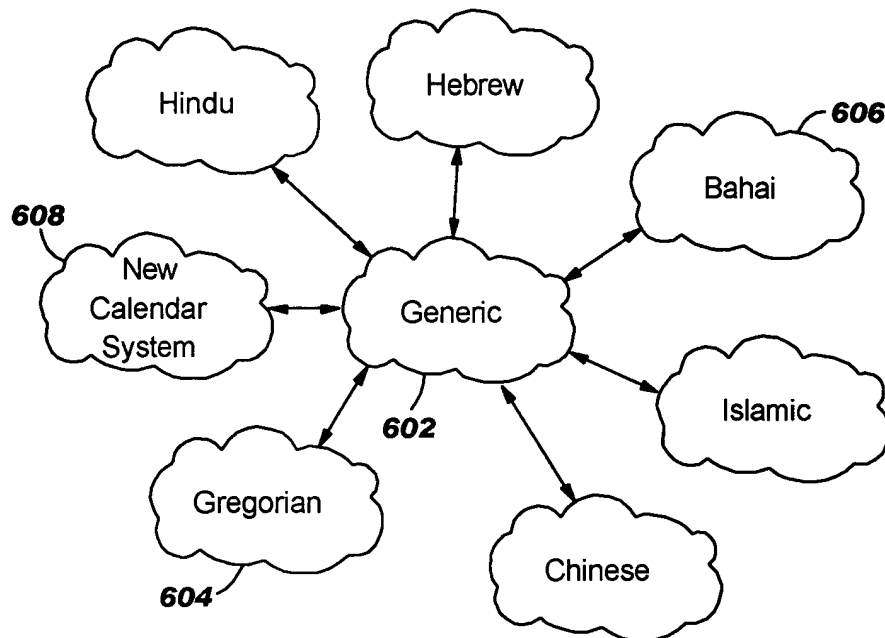 Hindu
Hebrew
606
Bahai
608
New
Calendar
System
Generic
602
Islamic
Gregorian
604
Chinese